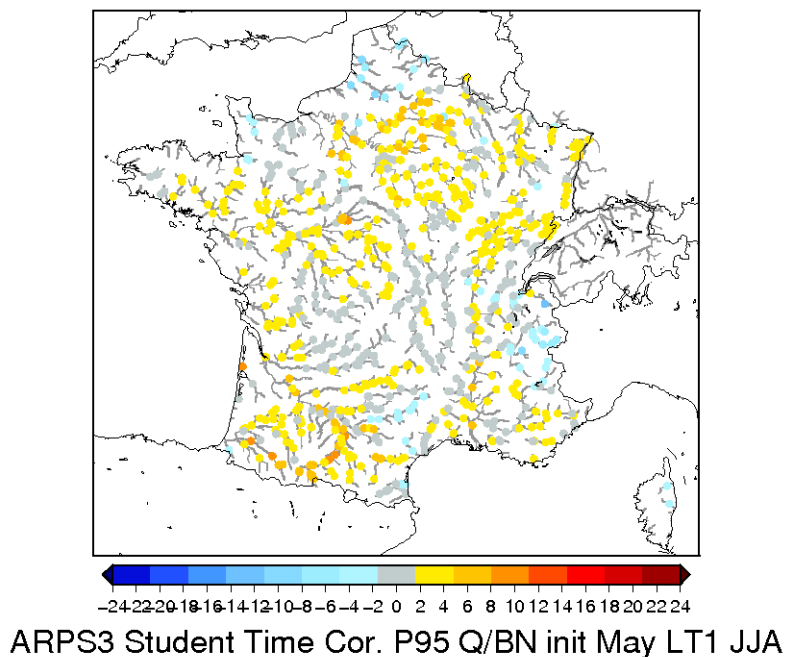 −24−22−20−18−16−14−12−10−8 −6 −4 −2 0 2 4 6 8 10 12 14 16 18 20 22 24
ARPS3 Student Time Cor. P95 Q/BN init May LT1 JJA